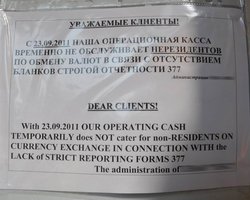 УВАЖАЕМЫЕ КЛИЕНТЫ!
С 23.09.2011 НАША ОПЕРАЦИОННАЯ КАССА
ВРЕМЕННО НЕ ОБСЛУЖИВАЕТ НЕРЕЗИДЕНТОВ
ПО ОБМЕНУ ВАЛЮТ В СВЯЗИ С ОТСУТСТВИЕМ
БЛАНКОВ СТРОГОЙ ОТЧЕТНОСТИ 377
Администрация
DEAR CLIENTS!
With 23.09.2011 OUR OPERATING CASH
TEMPORARILY does NOT cater for non-RESIDENTS ON
CURRENCY EXCHANGE IN CONNECTION WITH the
LACK of STRICT REPORTING FORMS 377
The administration of